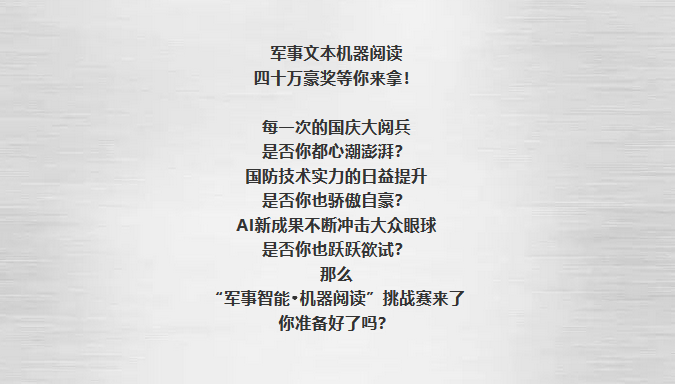 军事文本机器阅读
四十万豪奖等你来拿！
每一次的国庆大阅兵
是否你都心潮澎湃？
国防技术实力的日益提升
是否你也骄傲自豪？
AI新成果不断冲击大众眼球
是否你也跃跃欲试？
那么
“军事智能·机器阅读”挑战赛来了
你准备好了吗？